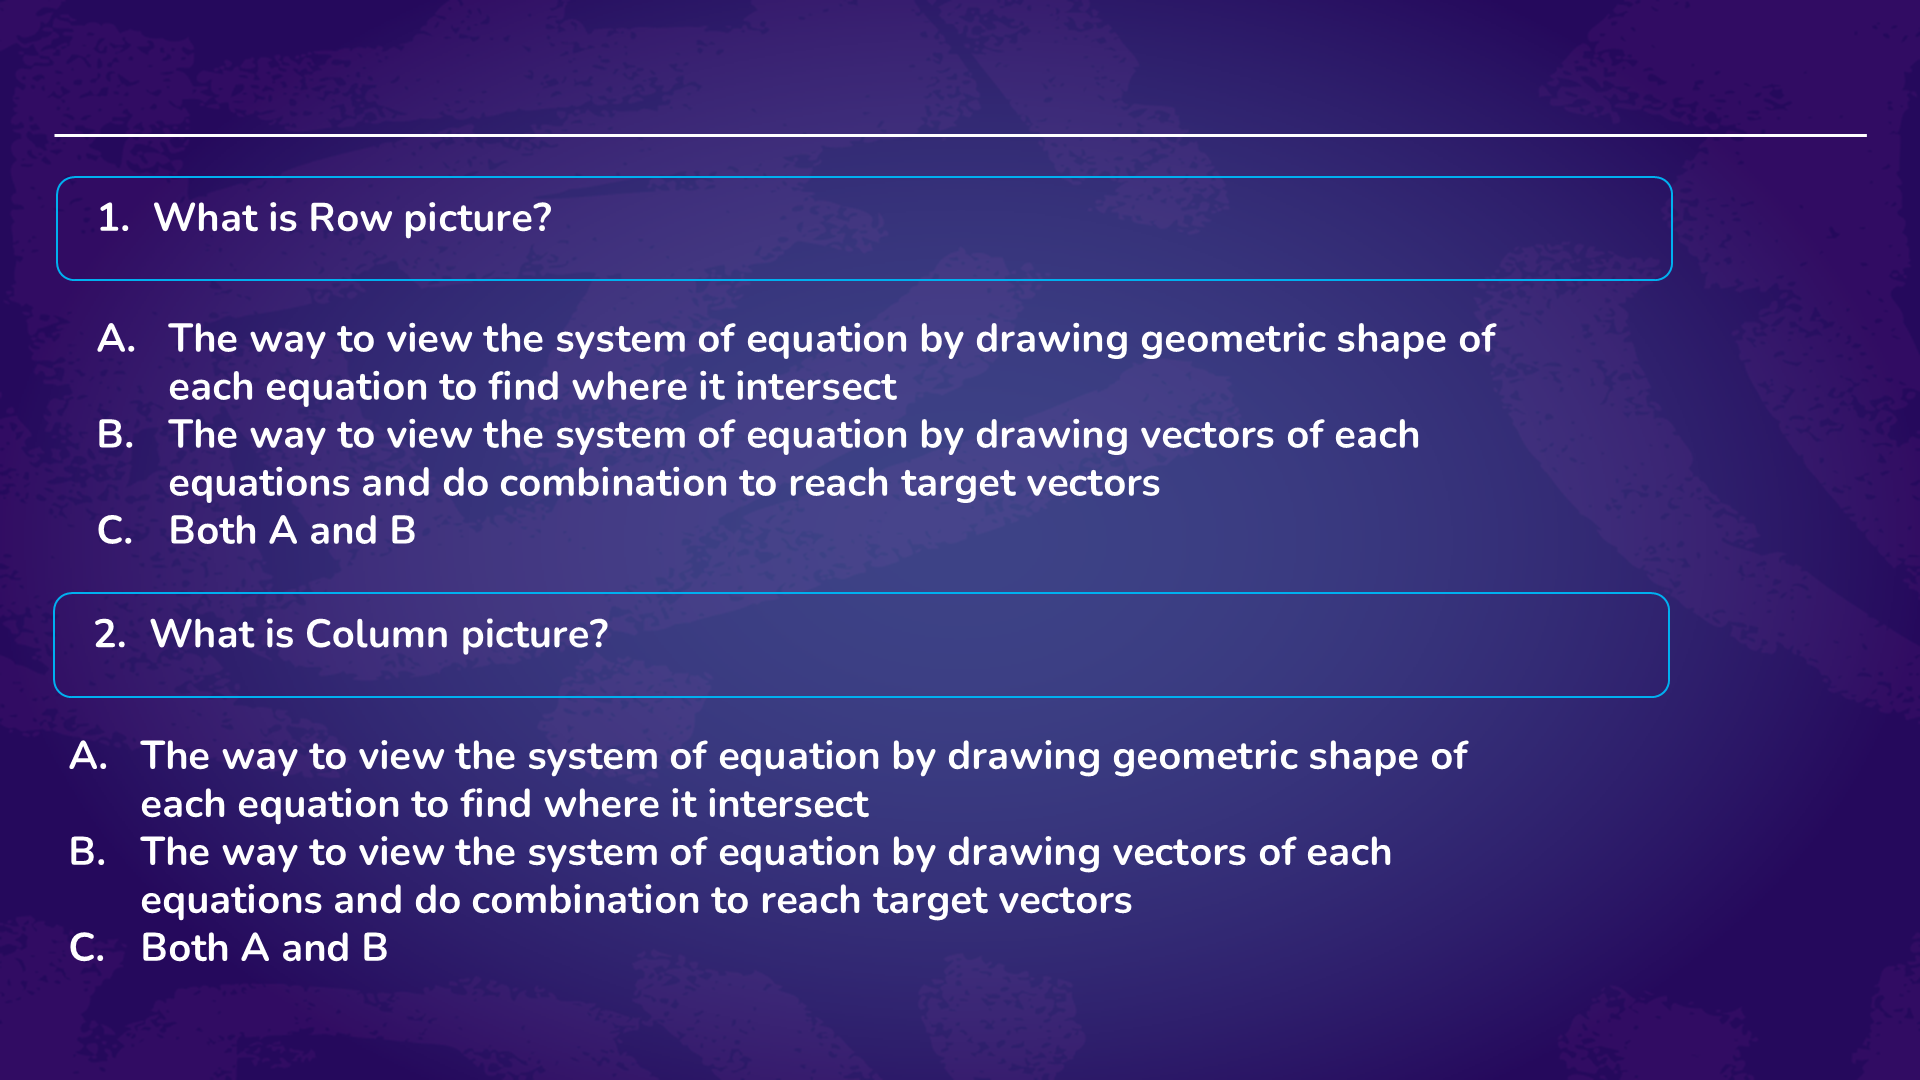 1. What is Row picture?
A. The way to view the system of equation by drawing geometric shape of
each equation to find where it intersect
B. The way to view the system of equation by drawing vectors of each
equations and do combination to reach target vectors
C. Both A and B
2. What is Column picture?
A. The way to view the system of equation by drawing geometric shape of
each equation to find where it intersect
B. The way to view the system of equation by drawing vectors of each
equations and do combination to reach target vectors
C. Both A and B